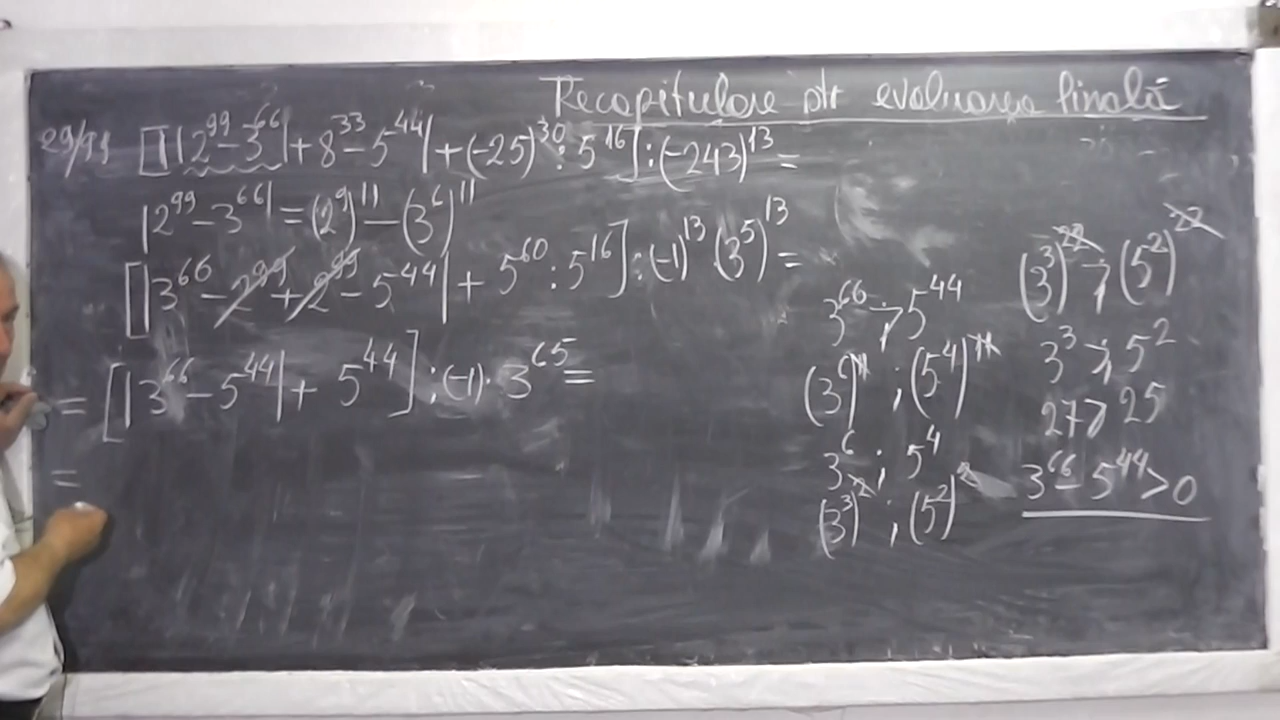 Recapitulare ptr evaluarea finală
29/99 [||2^99-3^66|+8^33-5^44|+(-25)^30:5^16]:(-243)^13=
|2^99-3^66|=(2^9)^11-(3^6)^11
[|3^66-2^99+2^99-5^44|+5^60:5^16]:(-1)^13·(3^5)^13=
=[|3^66-5^44|+5^44]:(-1)·3^65=
=
3^66 > 5^44
(3^6)^11 ; (5^4)^11
3^6 ; 5^4
(3^3)^2 ; (5^2)^2
(3^3)^22 > (5^2)^22
3^3 > 5^2
27 > 25
3^66-5^44>0